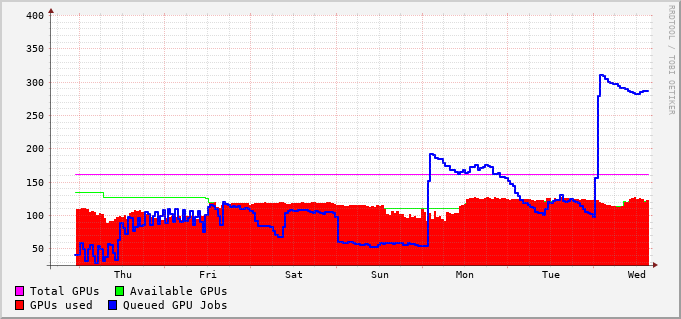 RRDTOOL / TOBI OETIKER
400
350
300
250
200
150
100
50
Thu Fri Sat Sun Mon Tue Wed
Total GPUs Available GPUs
GPUs used Queued GPU Jobs